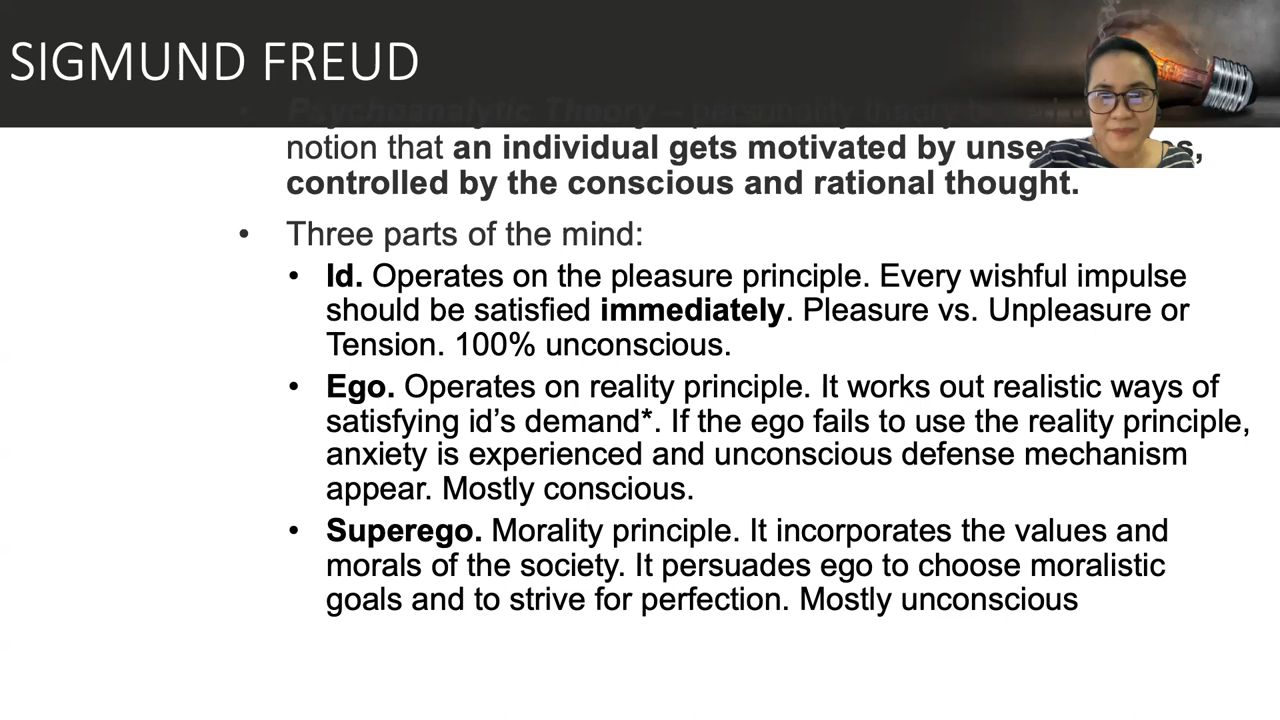 SIGMUND FREUD
• Psychoanalytic Theory – personality theory
notion that an individual gets motivated by
controlled by the conscious and rational thought.
• Three parts of the mind:
• Id. Operates on the pleasure principle. Every wishful impulse
should be satisfied immediately. Pleasure vs. Unpleasure or
Tension. 100% unconscious.
• Ego. Operates on reality principle. It works out realistic ways of
satisfying id’s demand*. If the ego fails to use the reality principle,
anxiety is experienced and unconscious defense mechanism
appear. Mostly conscious.
• Superego. Morality principle. It incorporates the values and
morals of the society. It persuades ego to choose moralistic
goals and to strive for perfection. Mostly unconscious